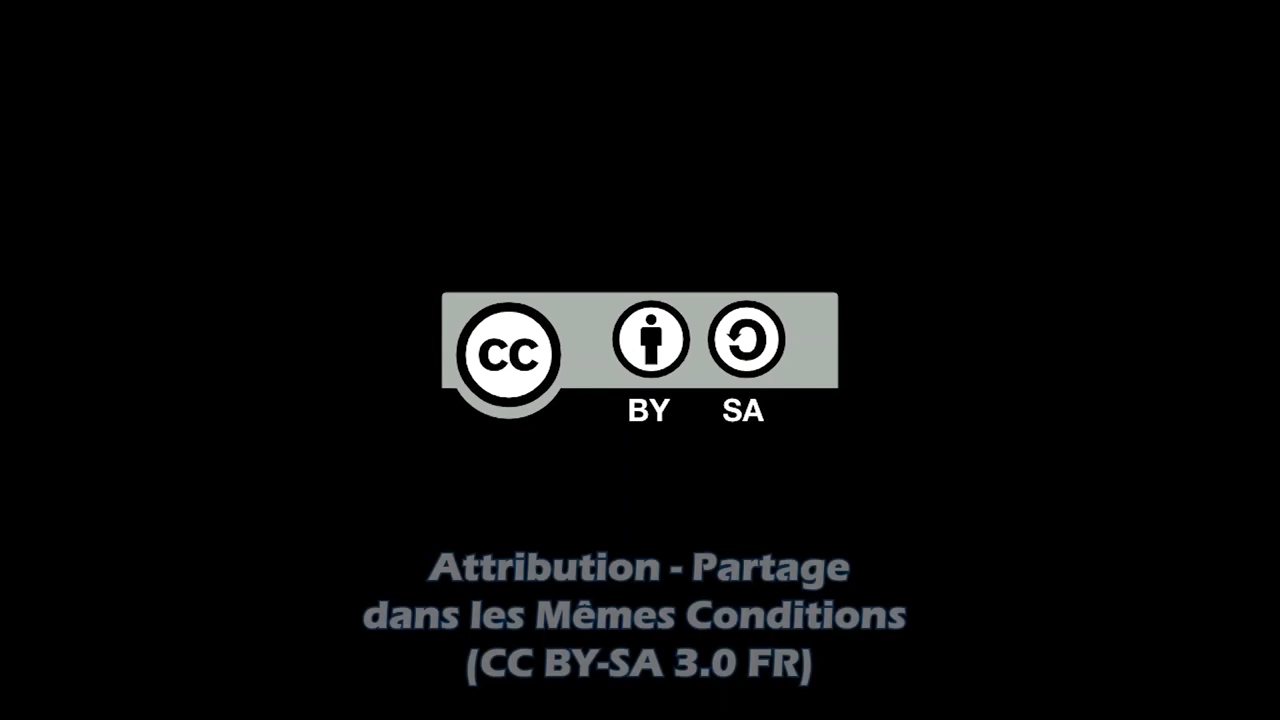 CC
BY SA
Attribution - Partage
dans les Mêmes Conditions
(CC BY-SA 3.0 FR)